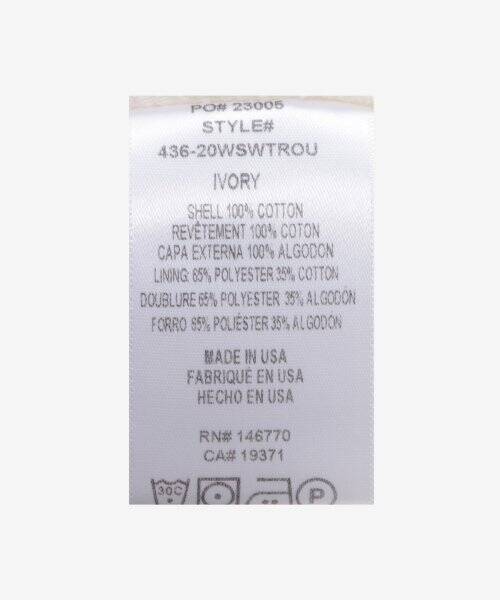 PO# 23005
STYLE#
436-20WSWTROU
IVORY
SHELL 100% COTTON
REVÊTEMENT 100% COTON
CAPA EXTERNA 100% ALGODON
LINING: 65% POLYESTER 35% COTTON
DOUBLURE 65% POLYESTER 35% ALGODON
FORRO 65% POLIÉSTER 35% ALGODON
MADE IN USA
FABRIQUÉ EN USA
HECHO EN USA
RN# 146770
CA# 19371
30C P